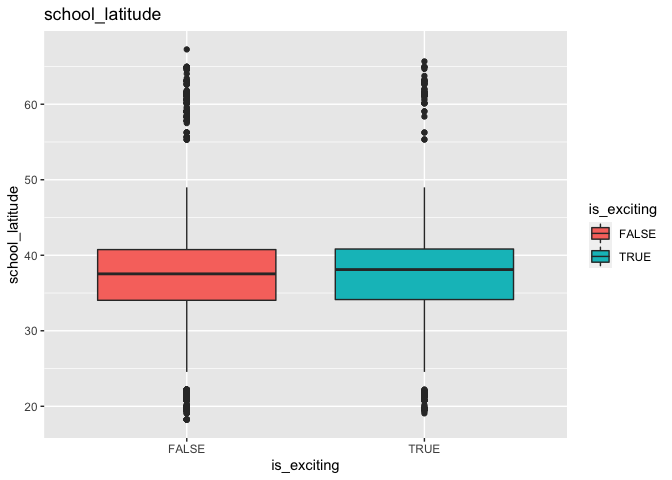 school_latitude
school_latitude
60
50
40
30
20
FALSE
TRUE
is_exciting
is_exciting
FALSE
TRUE